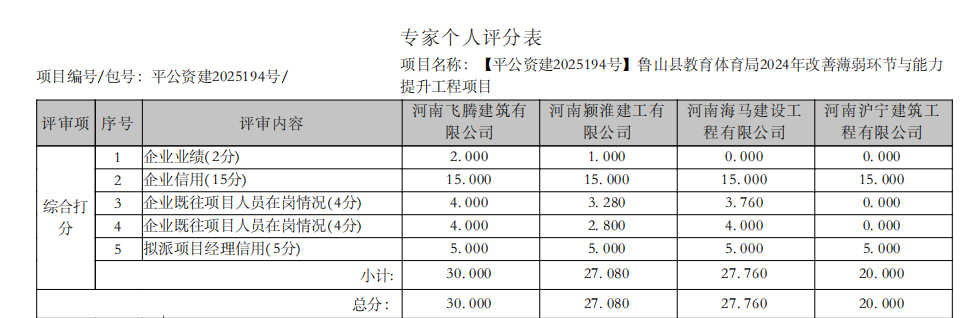 专家个人评分表
项目编号/包号：平公资建2025194号/
项目名称：【平公资建2025194号】鲁山县教育体育局2024年改善薄弱环节与能力
提升工程项目
评审项 序号 评审内容 河南飞腾建筑有限公司 河南颍淮建工有限公司 河南海马建设工程有限公司 河南沪宁建筑工程有限公司
综合打分
1 企业业绩(2分) 2.000 1.000 0.000 0.000
2 企业信用(15分) 15.000 15.000 15.000 15.000
3 企业既往项目人员在岗情况(4分) 4.000 3.280 3.760 0.000
4 企业既往项目人员在岗情况(4分) 4.000 2.800 4.000 0.000
5 拟派项目经理信用(5分) 5.000 5.000 5.000 5.000
小计: 30.000 27.080 27.760 20.000
总分: 30.000 27.080 27.760 20.000